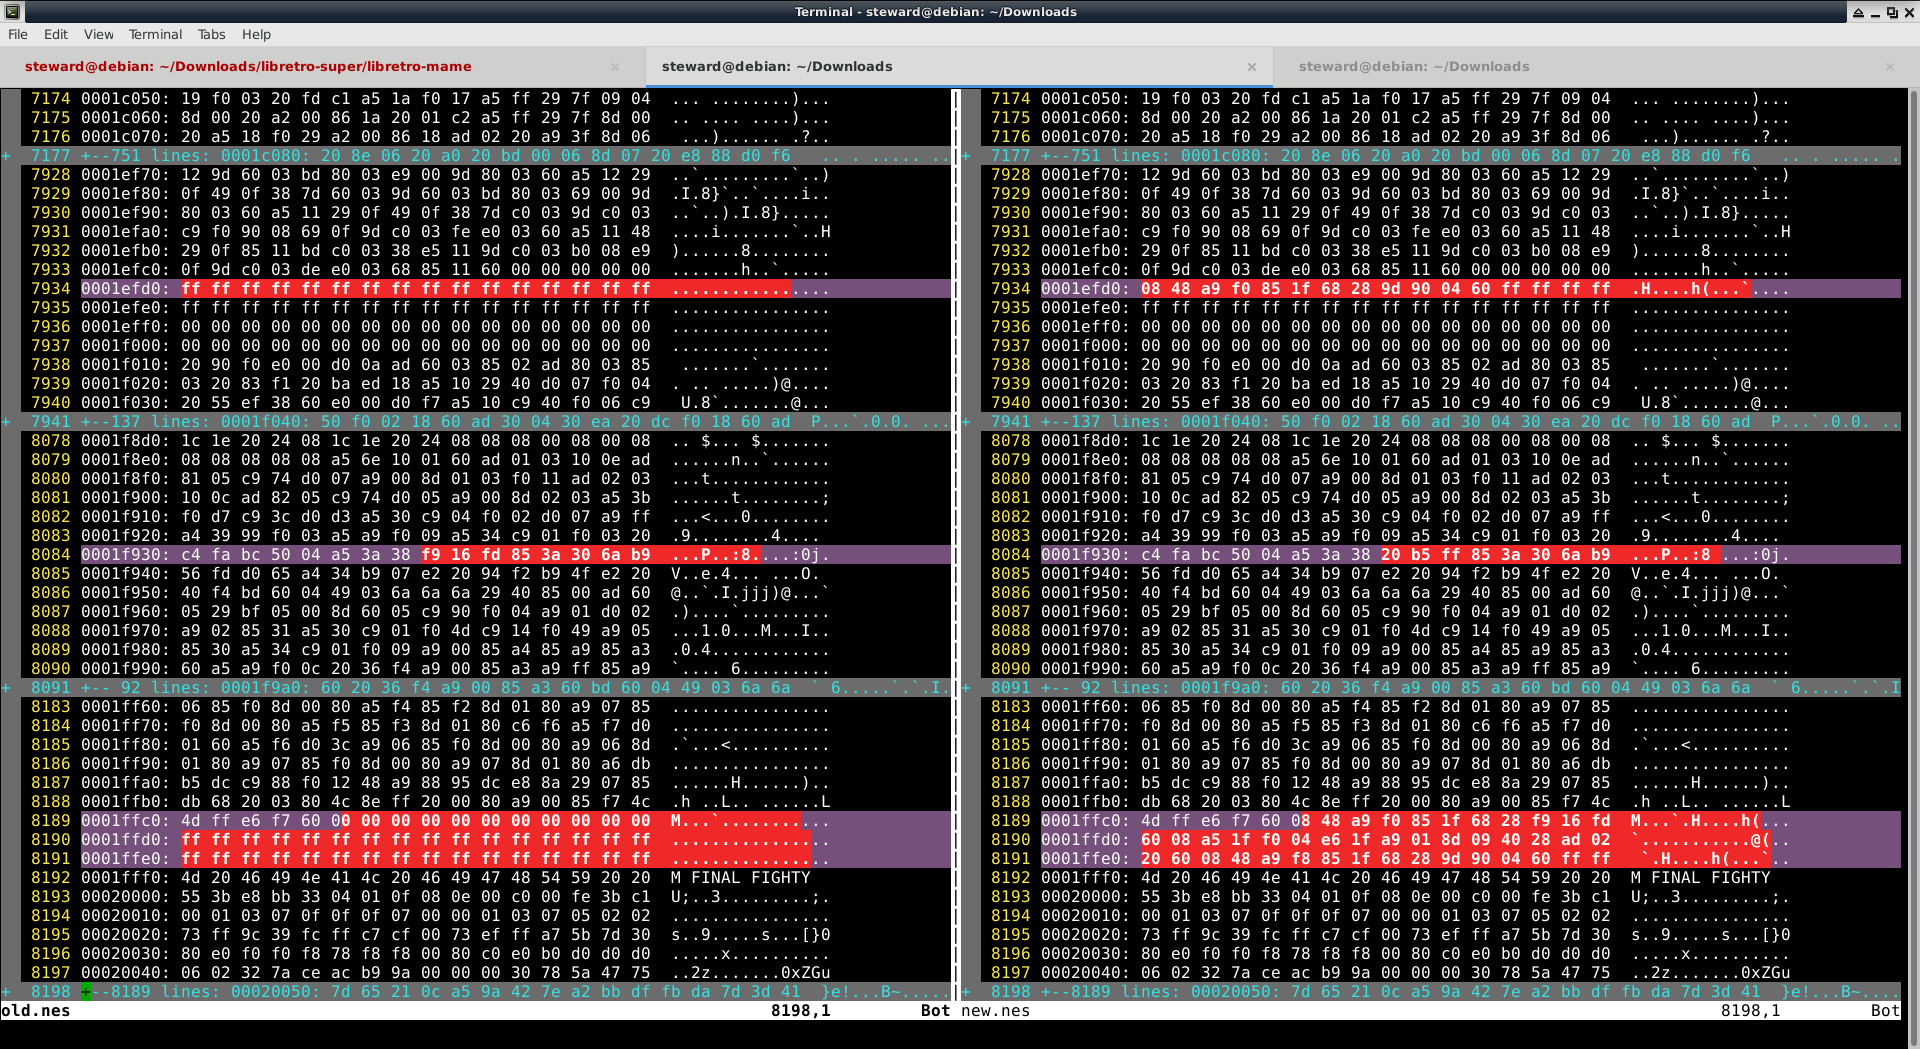 Terminal - steward@debian: ~/Downloads
File Edit View Terminal Tabs Help
steward@debian: ~/Downloads/libretro-super/libretro-mame × steward@debian: ~/Downloads × steward@debian: ~/Downloads ×
7174 0001c050: 19 f0 03 20 fd c1 a5 1a f0 17 a5 ff 29 7f 09 04  ... ........)...
7175 0001c060: 8d 00 20 a2 00 86 1a 20 01 c2 a5 ff 29 7f 8d 00  .. .... ....)...
7176 0001c070: 20 a5 18 f0 29 a2 00 86 18 ad 02 20 a9 3f 8d 06   ...)...... .?..
+ 7177 +--751 lines: 0001c080: 20 8e 06 20 a0 20 bd 00 06 8d 07 20 e8 88 d0 f6   .. . ..... ..
7928 0001ef70: 12 9d 60 03 bd 80 03 e9 00 9d 80 03 60 a5 12 29  ..`.........`..)
7929 0001ef80: 0f 49 0f 38 7d 60 03 9d 60 03 bd 80 03 69 00 9d  .I.8}`..`....i..
7930 0001ef90: 80 03 60 a5 11 29 0f 49 0f 38 7d c0 03 9d c0 03  ..`..).I.8}.....
7931 0001efa0: c9 f0 90 08 69 0f 9d c0 03 fe e0 03 60 a5 11 48  ....i.......`..H
7932 0001efb0: 29 0f 85 11 bd c0 03 38 e5 11 9d c0 03 b0 08 e9  )......8........
7933 0001efc0: 0f 9d c0 03 de e0 03 68 85 11 60 00 00 00 00 00  .......h..`.....
7934 0001efd0: ff ff ff ff ff ff ff ff ff ff ff ff ff ff ff ff  ................
7935 0001efe0: ff ff ff ff ff ff ff ff ff ff ff ff ff ff ff ff  ................
7936 0001eff0: 00 00 00 00 00 00 00 00 00 00 00 00 00 00 00 00  ................
7937 0001f000: 00 00 00 00 00 00 00 00 00 00 00 00 00 00 00 00  ................
7938 0001f010: 20 90 f0 e0 00 d0 0a ad 60 03 85 02 ad 80 03 85   .......`.......
7939 0001f020: 03 20 83 f1 20 ba ed 18 a5 10 29 40 d0 07 f0 04  . .. .....)@....
7940 0001f030: 20 55 ef 38 60 e0 00 d0 f7 a5 10 c9 40 f0 06 c9   U.8`.......@...
+ 7941 +--137 lines: 0001f040: 50 f0 02 18 60 ad 30 04 30 ea 20 dc f0 18 60 ad  P...`.0.0. ...
8078 0001f8d0: 1c 1e 20 24 08 1c 1e 20 24 08 08 08 00 08 00 08  .. $... $.......
8079 0001f8e0: 08 08 08 08 08 a5 6e 10 01 60 ad 01 03 10 0e ad  ......n..`......
8080 0001f8f0: 81 05 c9 74 d0 07 a9 00 8d 01 03 f0 11 ad 02 03  ...t............
8081 0001f900: 10 0c ad 82 05 c9 74 d0 05 a9 00 8d 02 03 a5 3b  ......t........;
8082 0001f910: f0 d7 c9 3c d0 d3 a5 30 c9 04 f0 02 d0 07 a9 ff  ...<...0........
8083 0001f920: a4 39 99 f0 03 a5 09 f0 09 a5 34 c9 01 f0 03 20  .9........4.... 
8084 0001f930: c4 fa bc 50 04 a5 3a 38 f9 16 fd 85 3a 30 6a b9  ...P..:8....:0j.
8085 0001f940: 56 fd d0 65 a4 34 b9 07 e2 20 94 f2 b9 4f e2 20  V..e.4... ...O. 
8086 0001f950: 40 f4 bd 60 04 49 03 6a 6a 6a 29 40 85 00 ad 60  @..`.I.jjj)@...`
8087 0001f960: 05 29 bf 05 00 8d 60 05 c9 90 f0 04 a9 01 d0 02  .)....`.........
8088 0001f970: a9 02 85 31 a5 30 c9 01 f0 4d c9 14 f0 49 a9 05  ...1.0...M...I..
8089 0001f980: 85 30 a5 34 c9 01 f0 09 a9 00 85 a4 85 a9 85 a3  .0.4............
8090 0001f990: 60 a5 a9 f0 0c 20 36 f4 a9 00 85 a3 a9 ff 85 a9  `.... 6.........
+ 8091 +-- 92 lines: 0001f9a0: 60 20 36 f4 a9 00 85 a3 60 bd 60 04 49 03 6a 6a  ` 6.....`.`.I.
8183 0001ff60: 06 85 f0 8d 00 80 a5 f4 85 f2 8d 01 80 a9 07 85  ................
8184 0001ff70: f0 8d 00 80 a5 f5 85 f3 8d 01 80 c6 f6 a5 f7 d0  ................
8185 0001ff80: 01 60 a5 f6 d0 3c a9 06 85 f0 8d 00 80 a9 06 8d  .`...<..........
8186 0001ff90: 01 80 a9 07 85 f0 8d 00 80 a9 07 8d 01 80 a6 db  ................
8187 0001ffa0: b5 dc c9 88 f0 12 48 a9 88 95 dc e8 8a 29 07 85  ......H......)..
8188 0001ffb0: db 68 20 03 80 4c 8e ff 20 00 80 a9 00 85 f7 4c  .h ..L.. ......L
8189 0001ffc0: 4d ff e6 f7 60 00 00 00 00 00 00 00 00 00 00 00  M...`...........
8190 0001ffd0: ff ff ff ff ff ff ff ff ff ff ff ff ff ff ff ff  ................
8191 0001ffe0: ff ff ff ff ff ff ff ff ff ff ff ff ff ff ff ff  ................
8192 0001fff0: 4d 20 46 49 4e 41 4c 20 46 49 47 48 54 59 20 20  M FINAL FIGHTY
8193 00020000: 55 3b e8 bb 33 04 01 0f 08 0e 00 c0 00 fe 3b c1  U;..3.........;.
8194 00020010: 00 01 03 07 0f 0f 0f 07 00 00 01 03 07 05 02 02  ................
8195 00020020: 73 ff 9c 39 fc ff c7 cf 00 73 ef ff a5 5b 7d 30  s..9.....s...[}0
8196 00020030: 80 e0 f0 f0 f8 78 f8 f8 00 80 c0 e0 b0 d0 d0 d0  .....x..........
8197 00020040: 06 02 32 7a ce ac b9 9a 00 00 00 30 78 5a 47 75  ..2z.......0xZGu
+ 8198 +--8189 lines: 00020050: 7d 65 21 0c a5 9a 42 7e a2 bb df fb da 7d 3d 41  }e!...B~.....
old.nes 8198,1 Bot
7174 0001c050: 19 f0 03 20 fd c1 a5 1a f0 17 a5 ff 29 7f 09 04  ... ........)...
7175 0001c060: 8d 00 20 a2 00 86 1a 20 01 c2 a5 ff 29 7f 8d 00  .. .... ....)...
7176 0001c070: 20 a5 18 f0 29 a2 00 86 18 ad 02 20 a9 3f 8d 06   ...)...... .?..
+ 7177 +--751 lines: 0001c080: 20 8e 06 20 a0 20 bd 00 06 8d 07 20 e8 88 d0 f6   .. . ..... .
7928 0001ef70: 12 9d 60 03 bd 80 03 e9 00 9d 80 03 60 a5 12 29  ..`.........`..)
7929 0001ef80: 0f 49 0f 38 7d 60 03 9d 60 03 bd 80 03 69 00 9d  .I.8}`..`....i..
7930 0001ef90: 80 03 60 a5 11 29 0f 49 0f 38 7d c0 03 9d c0 03  ..`..).I.8}.....
7931 0001efa0: c9 f0 90 08 69 0f 9d c0 03 fe e0 03 60 a5 11 48  ....i.......`..H
7932 0001efb0: 29 0f 85 11 bd c0 03 38 e5 11 9d c0 03 b0 08 e9  )......8........
7933 0001efc0: 0f 9d c0 03 de e0 03 68 85 11 60 00 00 00 00 00  .......h..`.....
7934 0001efd0: 08 48 a9 f0 85 1f 68 28 9d 90 04 60 ff ff ff ff  .H....h(...`....
7935 0001efe0: ff ff ff ff ff ff ff ff ff ff ff ff ff ff ff ff  ................
7936 0001eff0: 00 00 00 00 00 00 00 00 00 00 00 00 00 00 00 00  ................
7937 0001f000: 00 00 00 00 00 00 00 00 00 00 00 00 00 00 00 00  ................
7938 0001f010: 20 90 f0 e0 00 d0 0a ad 60 03 85 02 ad 80 03 85   .......`.......
7939 0001f020: 03 20 83 f1 20 ba ed 18 a5 10 29 40 d0 07 f0 04  . .. .....)@....
7940 0001f030: 20 55 ef 38 60 e0 00 d0 f7 a5 10 c9 40 f0 06 c9   U.8`.......@...
+ 7941 +--137 lines: 0001f040: 50 f0 02 18 60 ad 30 04 30 ea 20 dc f0 18 60 ad  P...`.0.0. ..
8078 0001f8d0: 1c 1e 20 24 08 1c 1e 20 24 08 08 08 00 08 00 08  .. $... $.......
8079 0001f8e0: 08 08 08 08 08 a5 6e 10 01 60 ad 01 03 10 0e ad  ......n..`......
8080 0001f8f0: 81 05 c9 74 d0 07 a9 00 8d 01 03 f0 11 ad 02 03  ...t............
8081 0001f900: 10 0c ad 82 05 c9 74 d0 05 a9 00 8d 02 03 a5 3b  ......t........;
8082 0001f910: f0 d7 c9 3c d0 d3 a5 30 c9 04 f0 02 d0 07 a9 ff  ...<...0........
8083 0001f920: a4 39 99 f0 03 a5 09 f0 09 a5 34 c9 01 f0 03 20  .9........4.... 
8084 0001f930: c4 fa bc 50 04 a5 3a 38 20 b5 ff 85 3a 30 6a b9  ...P..:8 ...:0j.
8085 0001f940: 56 fd d0 65 a4 34 b9 07 e2 20 94 f2 b9 4f e2 20  V..e.4... ...O. 
8086 0001f950: 40 f4 bd 60 04 49 03 6a 6a 6a 29 40 85 00 ad 60  @..`.I.jjj)@...`
8087 0001f960: 05 29 bf 05 00 8d 60 05 c9 90 f0 04 a9 01 d0 02  .)....`.........
8088 0001f970: a9 02 85 31 a5 30 c9 01 f0 4d c9 14 f0 49 a9 05  ...1.0...M...I..
8089 0001f980: 85 30 a5 34 c9 01 f0 09 a9 00 85 a4 85 a9 85 a3  .0.4............
8090 0001f990: 60 a5 a9 f0 0c 20 36 f4 a9 00 85 a3 a9 ff 85 a9  `.... 6.........
+ 8091 +-- 92 lines: 0001f9a0: 60 20 36 f4 a9 00 85 a3 60 bd 60 04 49 03 6a 6a  ` 6.....`.`.I
8183 0001ff60: 06 85 f0 8d 00 80 a5 f4 85 f2 8d 01 80 a9 07 85  ................
8184 0001ff70: f0 8d 00 80 a5 f5 85 f3 8d 01 80 c6 f6 a5 f7 d0  ................
8185 0001ff80: 01 60 a5 f6 d0 3c a9 06 85 f0 8d 00 80 a9 06 8d  .`...<..........
8186 0001ff90: 01 80 a9 07 85 f0 8d 00 80 a9 07 8d 01 80 a6 db  ................
8187 0001ffa0: b5 dc c9 88 f0 12 48 a9 88 95 dc e8 8a 29 07 85  ......H......)..
8188 0001ffb0: db 68 20 03 80 4c 8e ff 20 00 80 a9 00 85 f7 4c  .h ..L.. ......L
8189 0001ffc0: 4d ff e6 f7 60 08 48 a9 f0 85 1f 68 28 f9 16 fd  M...`.H....h(...
8190 0001ffd0: 60 08 a5 1f f0 04 e6 1f a9 01 8d 09 40 28 ad 02  `...........@(..
8191 0001ffe0: 20 60 08 48 a9 f8 85 1f 68 28 9d 90 04 60 ff ff   `.H....h(...`..
8192 0001fff0: 4d 20 46 49 4e 41 4c 20 46 49 47 48 54 59 20 20  M FINAL FIGHTY
8193 00020000: 55 3b e8 bb 33 04 01 0f 08 0e 00 c0 00 fe 3b c1  U;..3.........;.
8194 00020010: 00 01 03 07 0f 0f 0f 07 00 00 01 03 07 05 02 02  ................
8195 00020020: 73 ff 9c 39 fc ff c7 cf 00 73 ef ff a5 5b 7d 30  s..9.....s...[}0
8196 00020030: 80 e0 f0 f0 f8 78 f8 f8 00 80 c0 e0 b0 d0 d0 d0  .....x..........
8197 00020040: 06 02 32 7a ce ac b9 9a 00 00 00 30 78 5a 47 75  ..2z.......0xZGu
+ 8198 +--8189 lines: 00020050: 7d 65 21 0c a5 9a 42 7e a2 bb df fb da 7d 3d 41  }e!...B~....
new.nes 8198,1 Bot